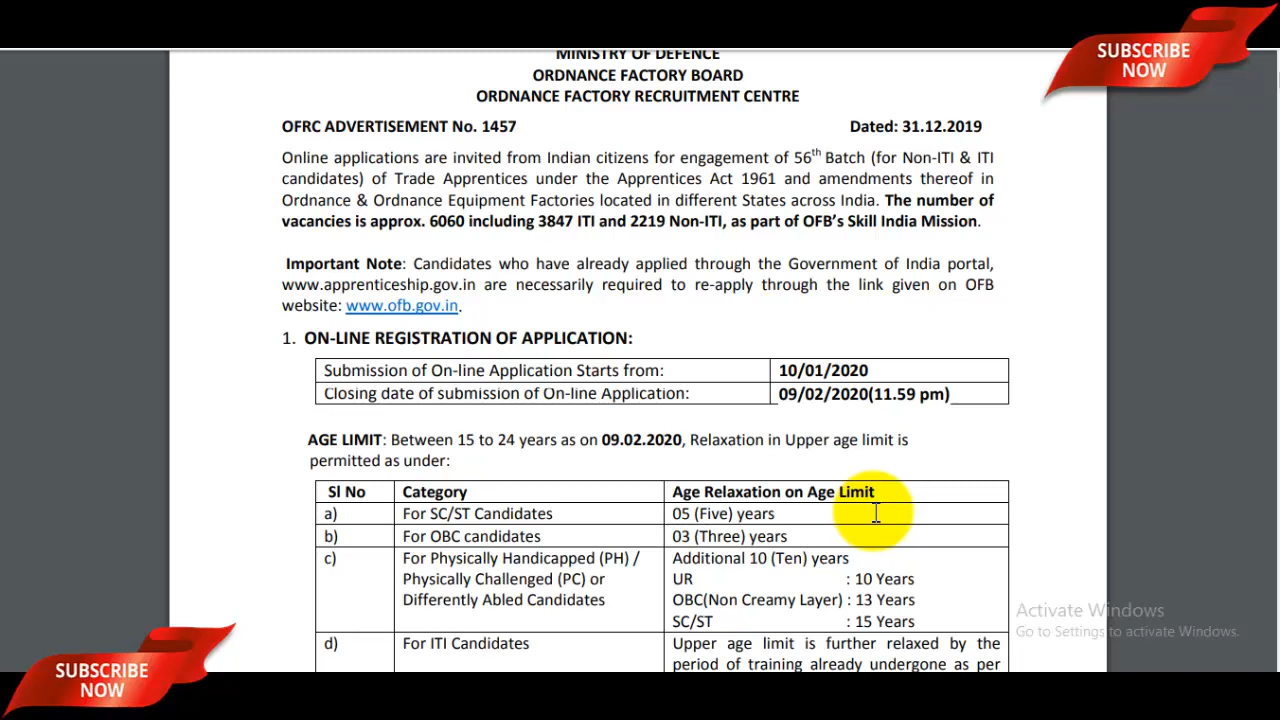 MINISTRY OF DEFENCE
ORDNANCE FACTORY BOARD
ORDNANCE FACTORY RECRUITMENT CENTRE
SUBSCRIBE
NOW
OFRC ADVERTISEMENT No. 1457 Dated: 31.12.2019
Online applications are invited from Indian citizens for engagement of 56th Batch (for Non-ITI & ITI
candidates) of Trade Apprentices under the Apprentices Act 1961 and amendments thereof in
Ordnance & Ordnance Equipment Factories located in different States across India. The number of
vacancies is approx. 6060 including 3847 ITI and 2219 Non-ITI, as part of OFB's Skill India Mission.
Important Note: Candidates who have already applied through the Government of India portal,
www.apprenticeship.gov.in are necessarily required to re-apply through the link given on OFB
website: www.ofb.gov.in.
1. ON-LINE REGISTRATION OF APPLICATION:
Submission of On-line Application Starts from: 10/01/2020
Closing date of submission of On-line Application: 09/02/2020(11.59 pm)
AGE LIMIT: Between 15 to 24 years as on 09.02.2020, Relaxation in Upper age limit is
permitted as under:
Sl No Category Age Relaxation on Age Limit
a) For SC/ST Candidates 05 (Five) years
b) For OBC candidates 03 (Three) years
c) For Physically Handicapped (PH) / Additional 10 (Ten) years
Physically Challenged (PC) or UR : 10 Years
Differently Abled Candidates OBC(Non Creamy Layer) : 13 Years
SC/ST : 15 Years
d) For ITI Candidates Upper age limit is further relaxed by the
period of training already undergone as per
Activate Windows
Go to Settings to activate Windows.
SUBSCRIBE
NOW